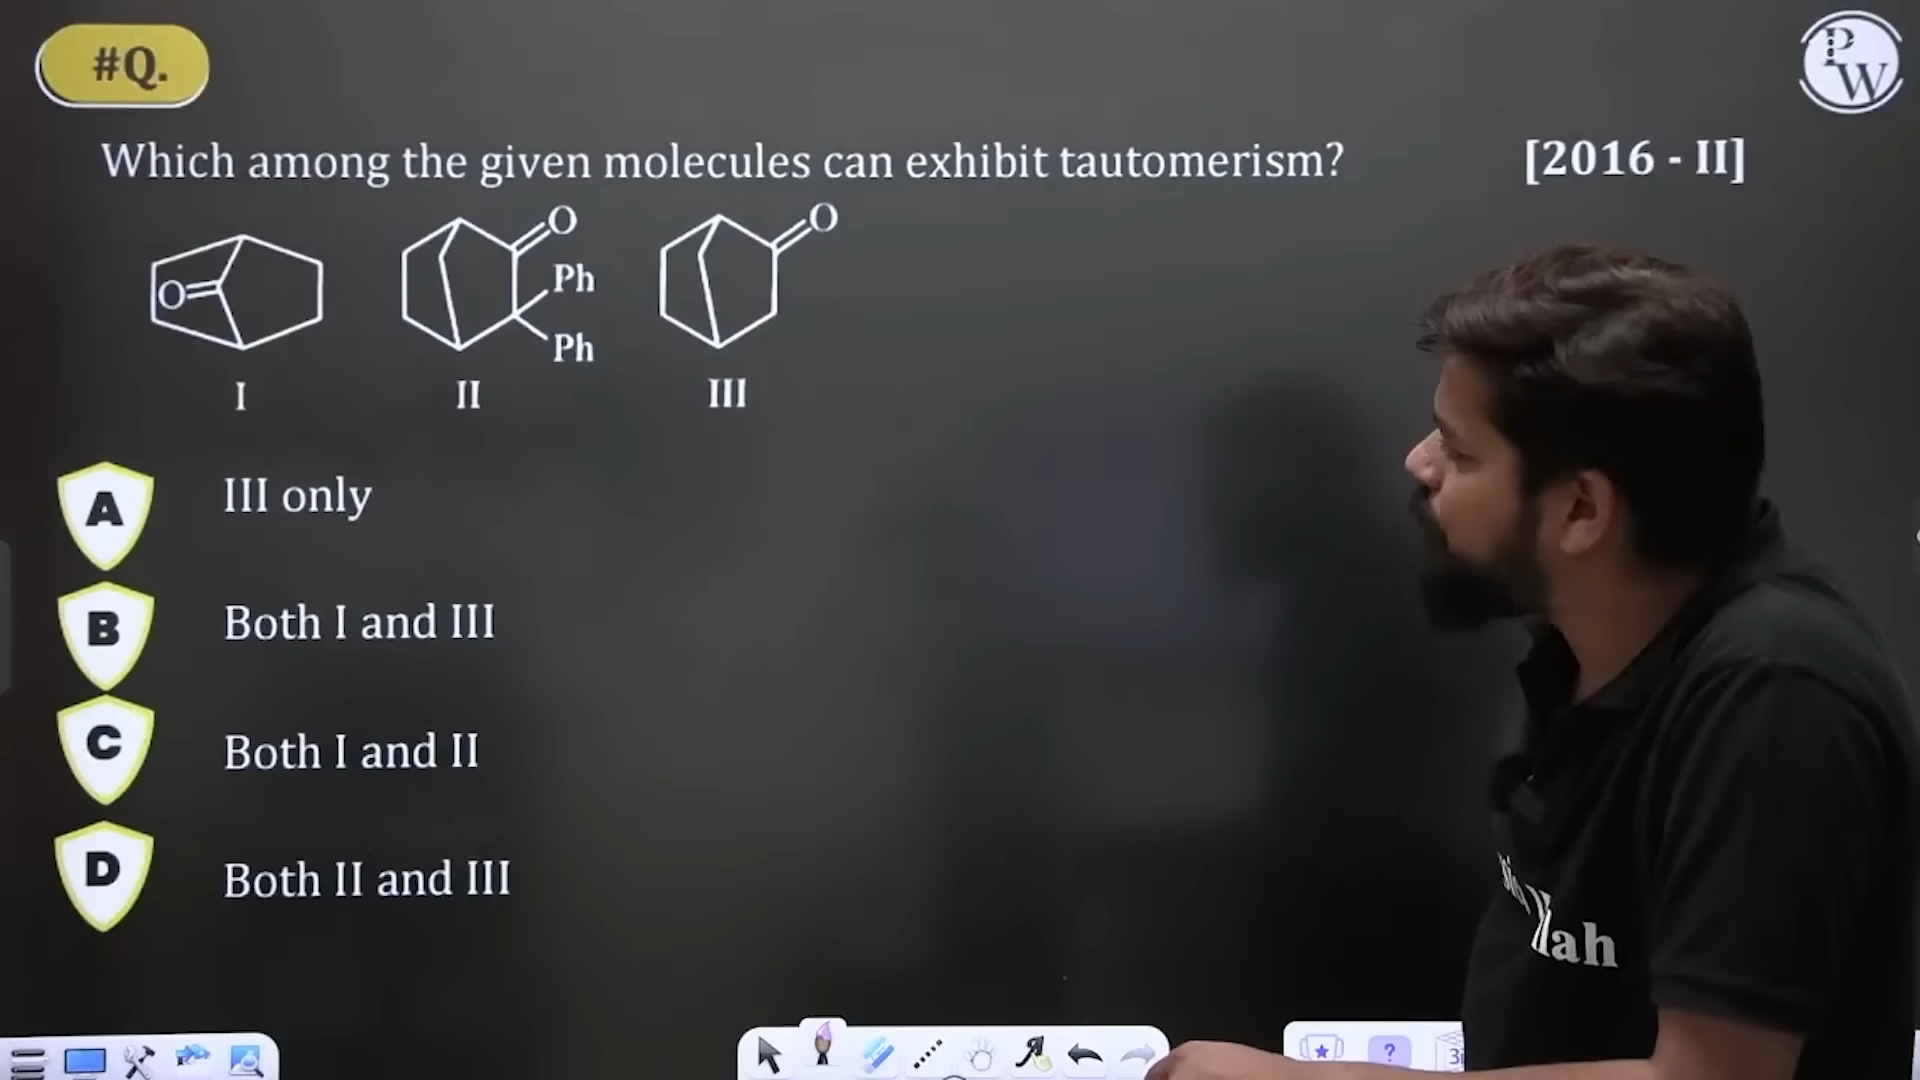 #Q.
P
W
Which among the given molecules can exhibit tautomerism? [2016 - II]
O
O
Ph
Ph
O
I
II
III
A III only
B Both I and III
C Both I and II
D Both II and III
?